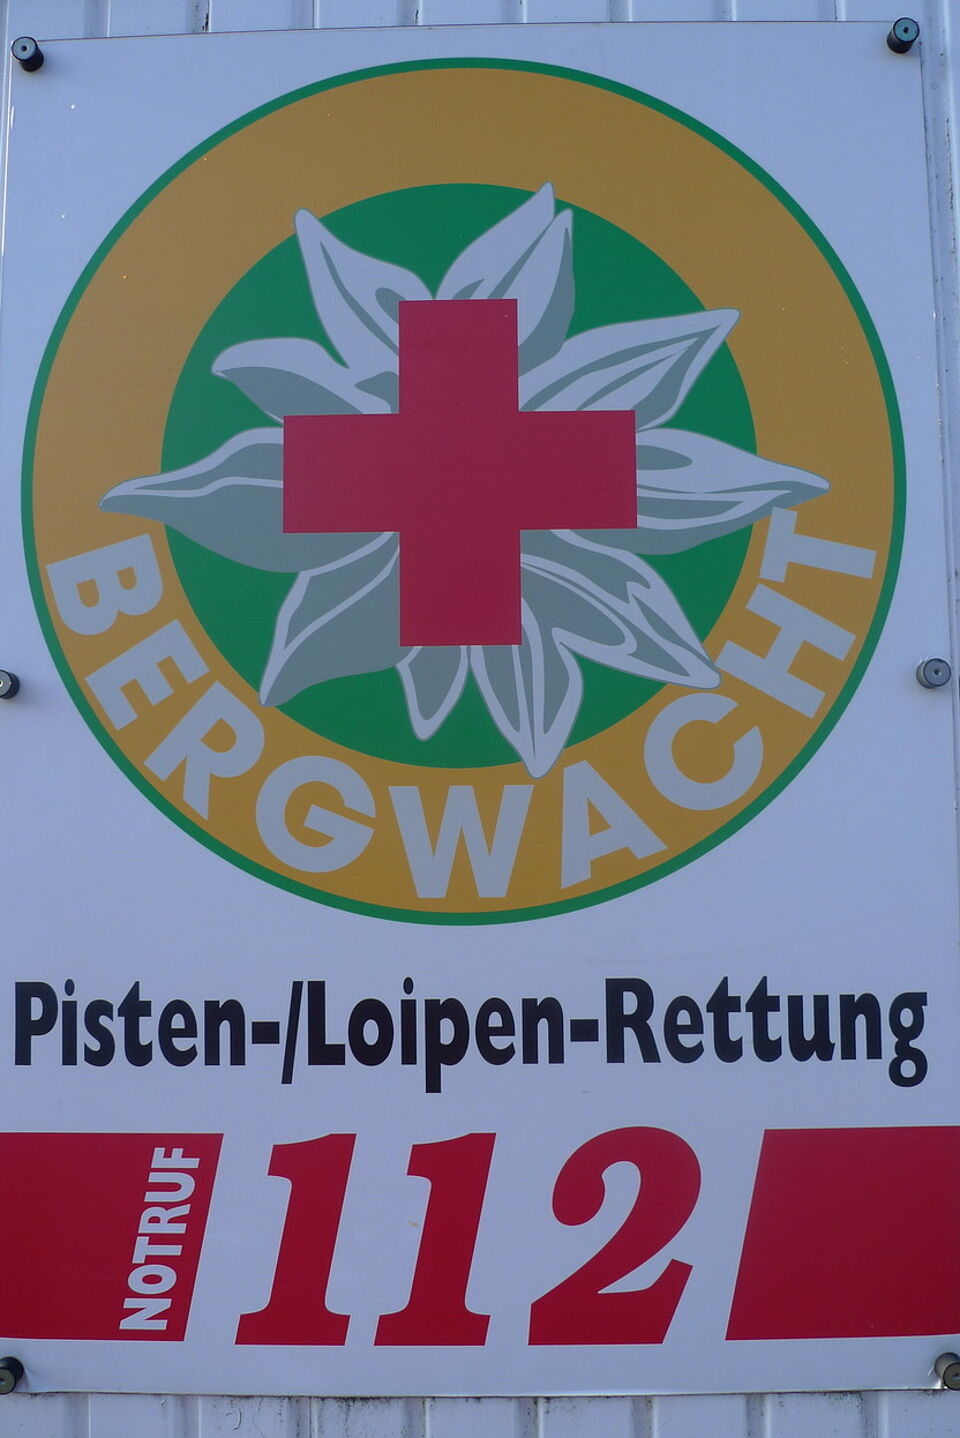 BERGWACHT
Pisten-/Loipen-Rettung
NOTRUF 112